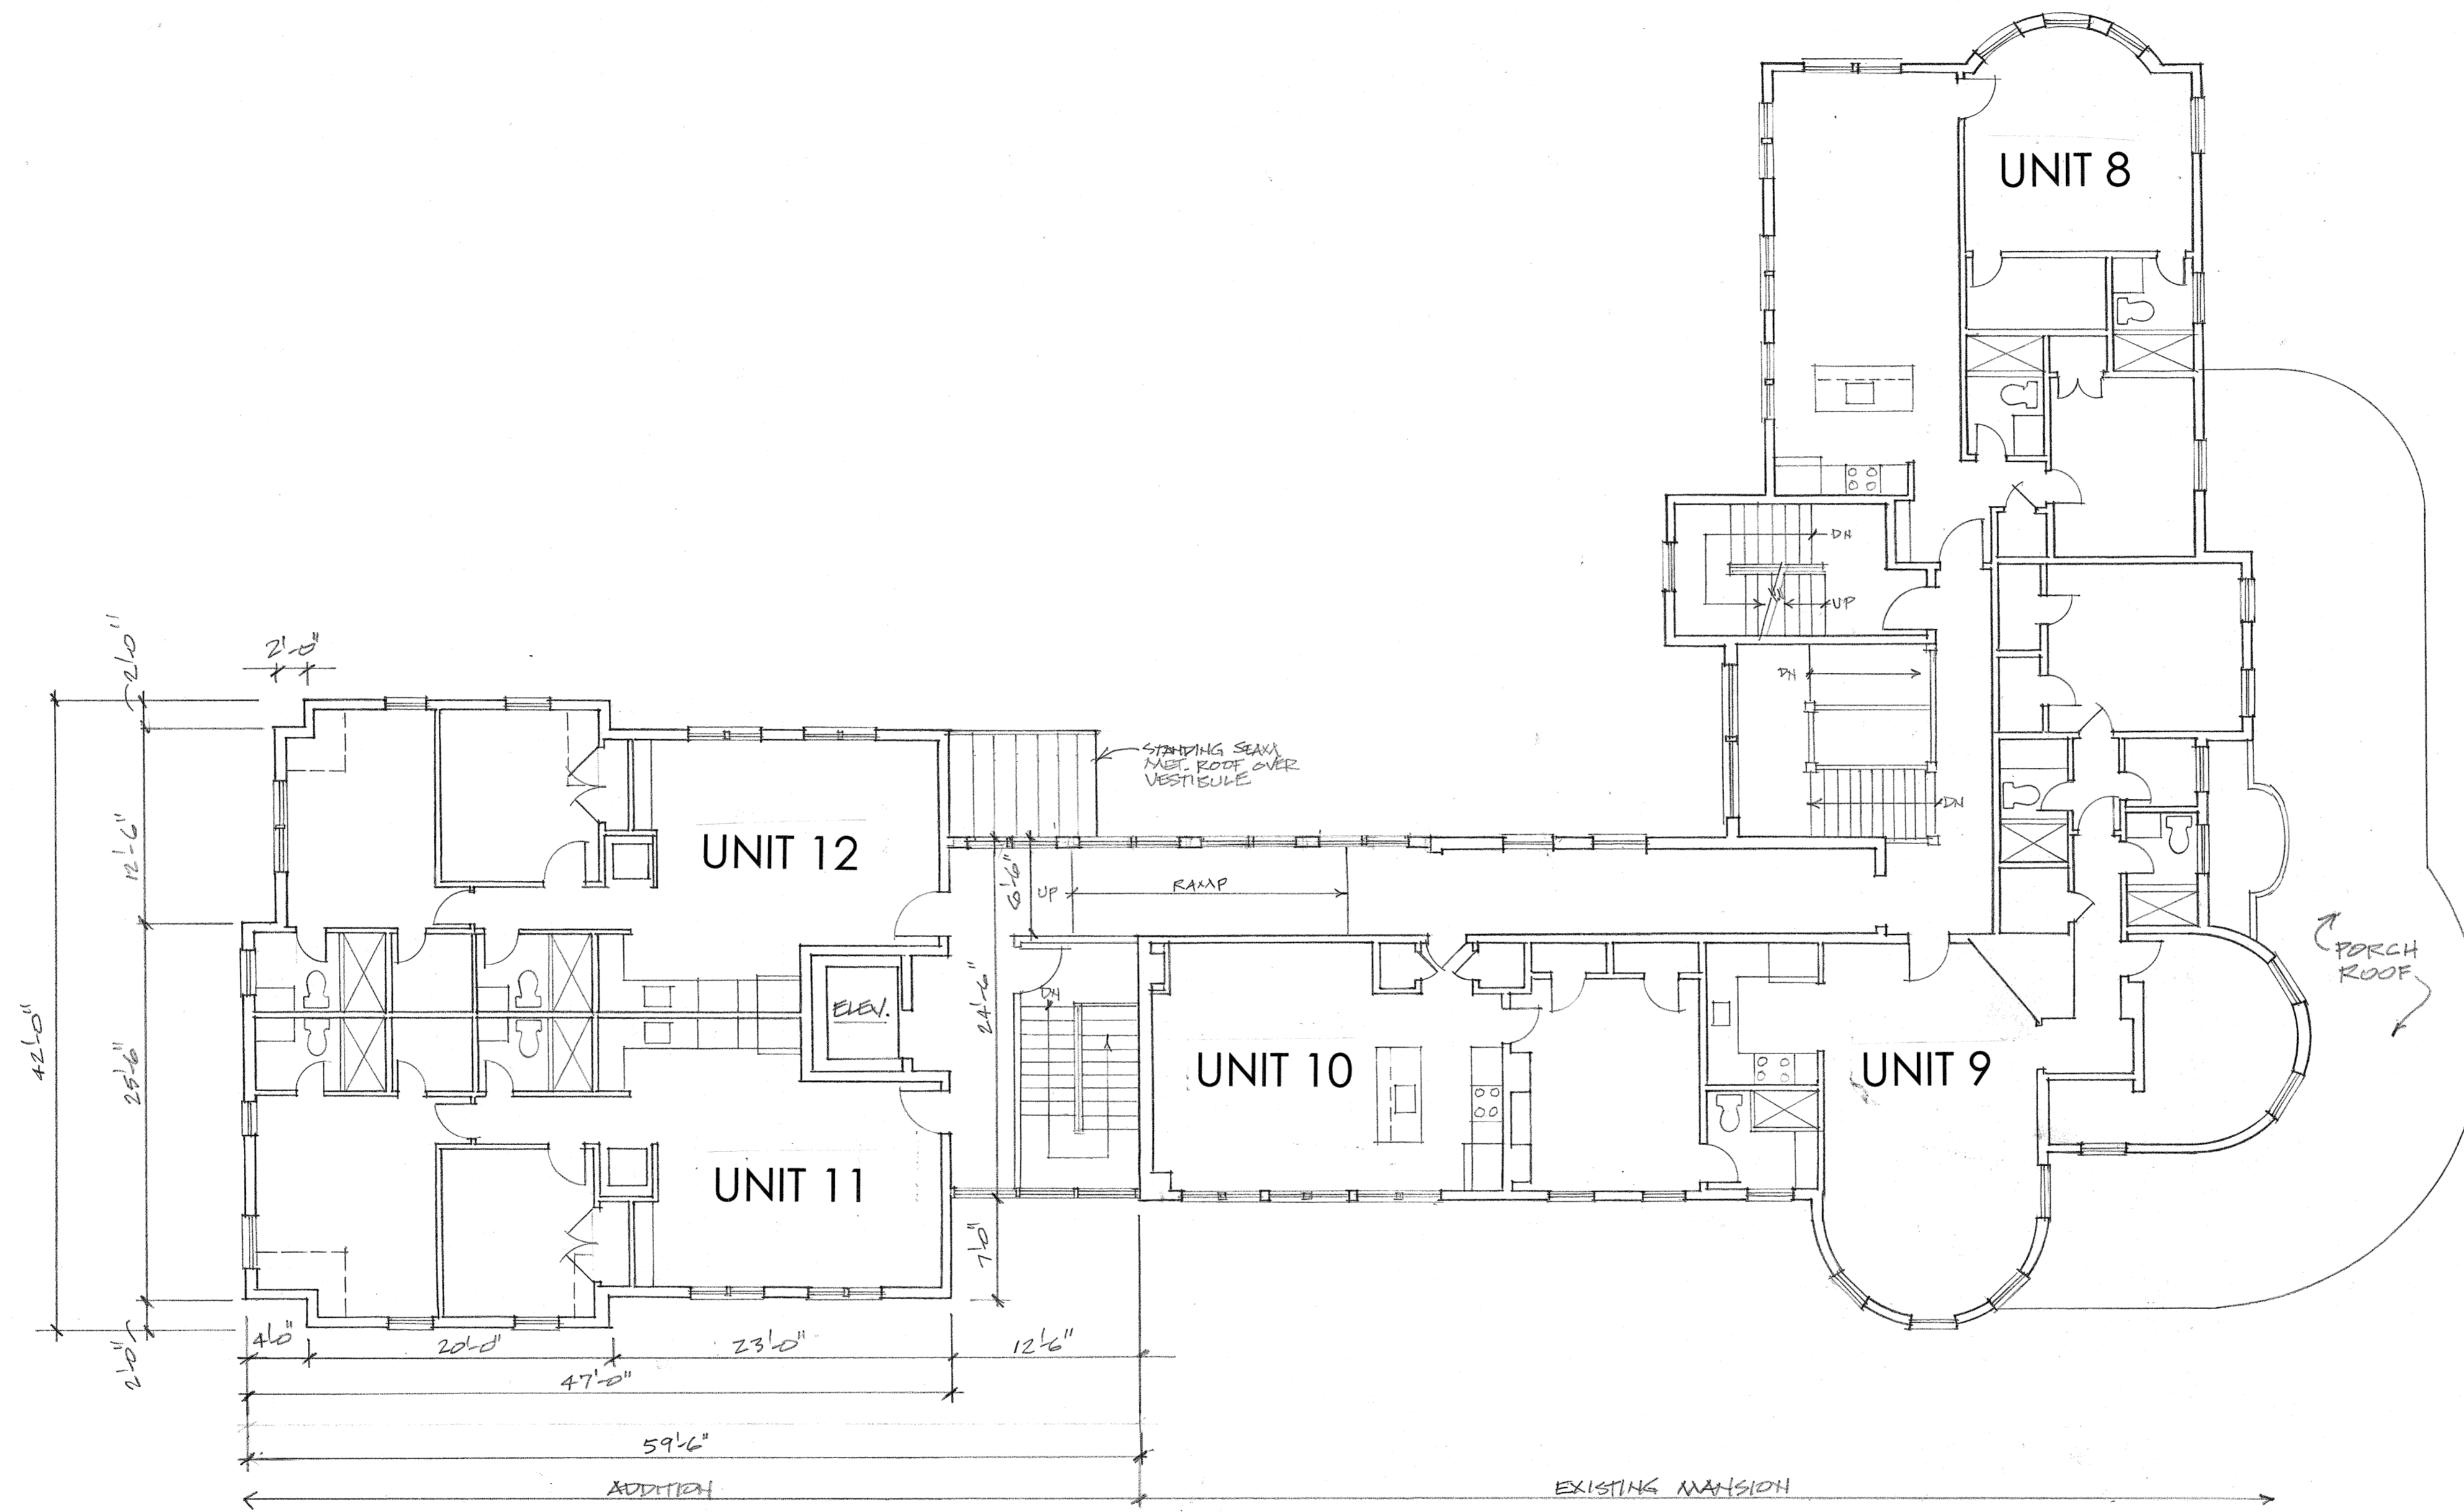 UNIT 8
DN
UP
2'-0"
2'-0"
DN
STANDING SEAM
MET. ROOF OVER
VESTIBULE
DN
UNIT 12
12'-6"
6'-6"
UP
RAMP
PORCH
ROOF
ELEV.
DN
24'-6"
42'-0"
25'-6"
UNIT 10
UNIT 9
UNIT 11
7'-0"
2'-0"
4'-0"
20'-0"
23'-0"
12'-6"
47'-0"
59'-6"
ADDITION
EXISTING MANSION